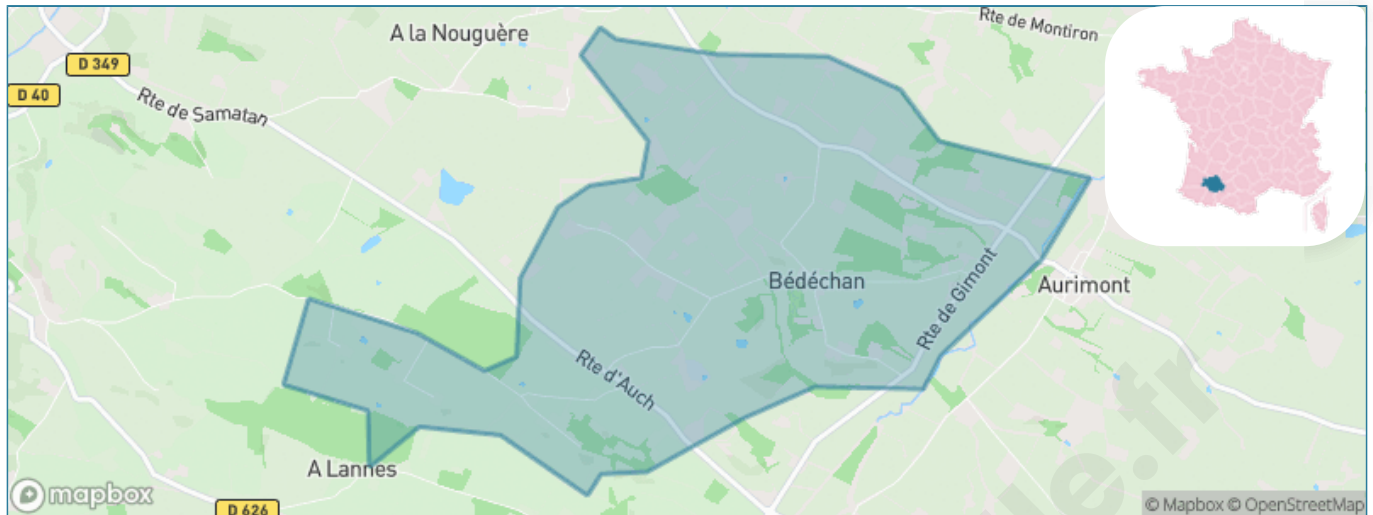 A la Nouguère
Rte de Montiron
D 349
D 40
Rte de Samatan
Bédéchan
Aurimont
Rte de Gimont
Rte d'Auch
A Lannes
D 626
mapbox
© Mapbox © OpenStreetMap